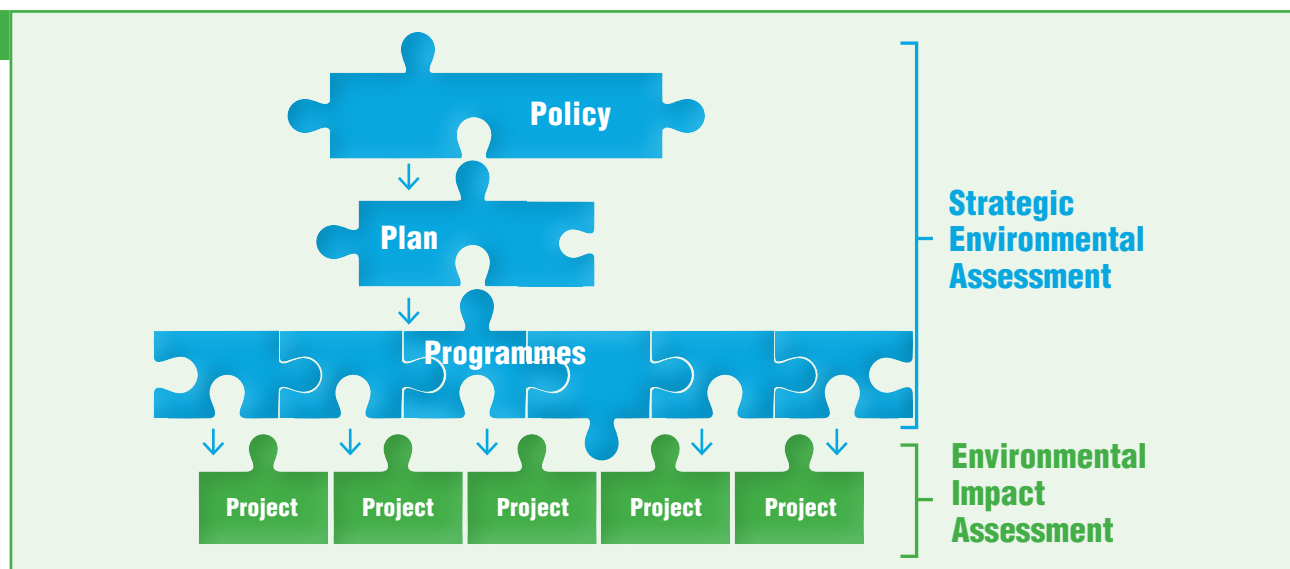 Policy
Plan
Programmes
Strategic
Environmental
Assessment
Project Project Project Project Project
Environmental
Impact
Assessment